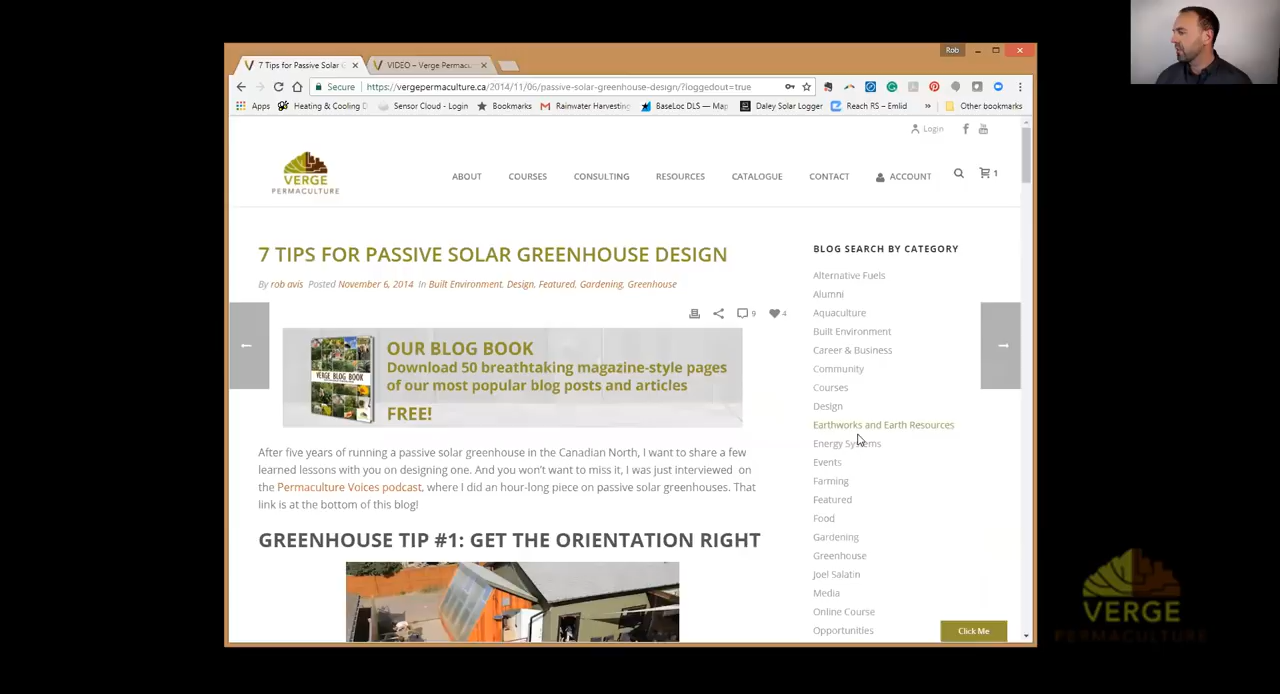 Rob
7 Tips for Passive Solar G
VIDEO – Verge Permacu
Secure
https://vergepermaculture.ca/2014/11/06/passive-solar-greenhouse-design/?loggedout=true
Apps
Heating & Cooling D
Sensor Cloud - Login
Bookmarks
Rainwater Harvesting
BaseLoc DLS — Map
Daley Solar Logger
Reach RS – Emlid
»
Other bookmarks
Login
VERGE
PERMACULTURE
ABOUT
COURSES
CONSULTING
RESOURCES
CATALOGUE
CONTACT
ACCOUNT
1
7 TIPS FOR PASSIVE SOLAR GREENHOUSE DESIGN
By rob avis Posted November 6, 2014 In Built Environment, Design, Featured, Gardening, Greenhouse
9
4
VERGE BLOG BOOK
OUR BLOG BOOK
Download 50 breathtaking magazine-style pages
of our most popular blog posts and articles
FREE!
After five years of running a passive solar greenhouse in the Canadian North, I want to share a few
learned lessons with you on designing one. And you won't want to miss it, I was just interviewed on
the Permaculture Voices podcast, where I did an hour-long piece on passive solar greenhouses. That
link is at the bottom of this blog!
GREENHOUSE TIP #1: GET THE ORIENTATION RIGHT
BLOG SEARCH BY CATEGORY
Alternative Fuels
Alumni
Aquaculture
Built Environment
Career & Business
Community
Courses
Design
Earthworks and Earth Resources
Energy Systems
Events
Farming
Featured
Food
Gardening
Greenhouse
Joel Salatin
Media
Online Course
Opportunities
Click Me
VERGE
PERMACULTURE